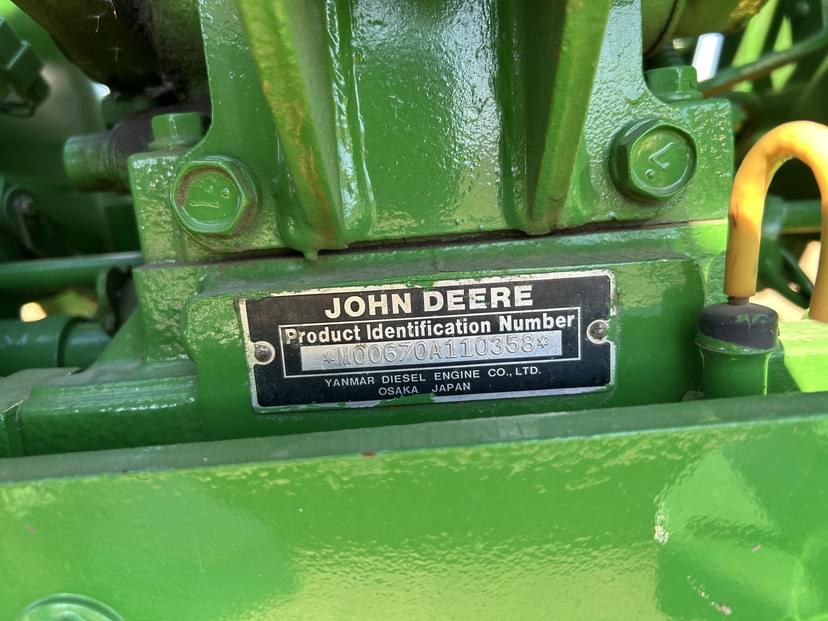 JOHN DEERE
Product Identification Number
*M00670A110358*
YANMAR DIESEL ENGINE CO., LTD.
OSAKA JAPAN